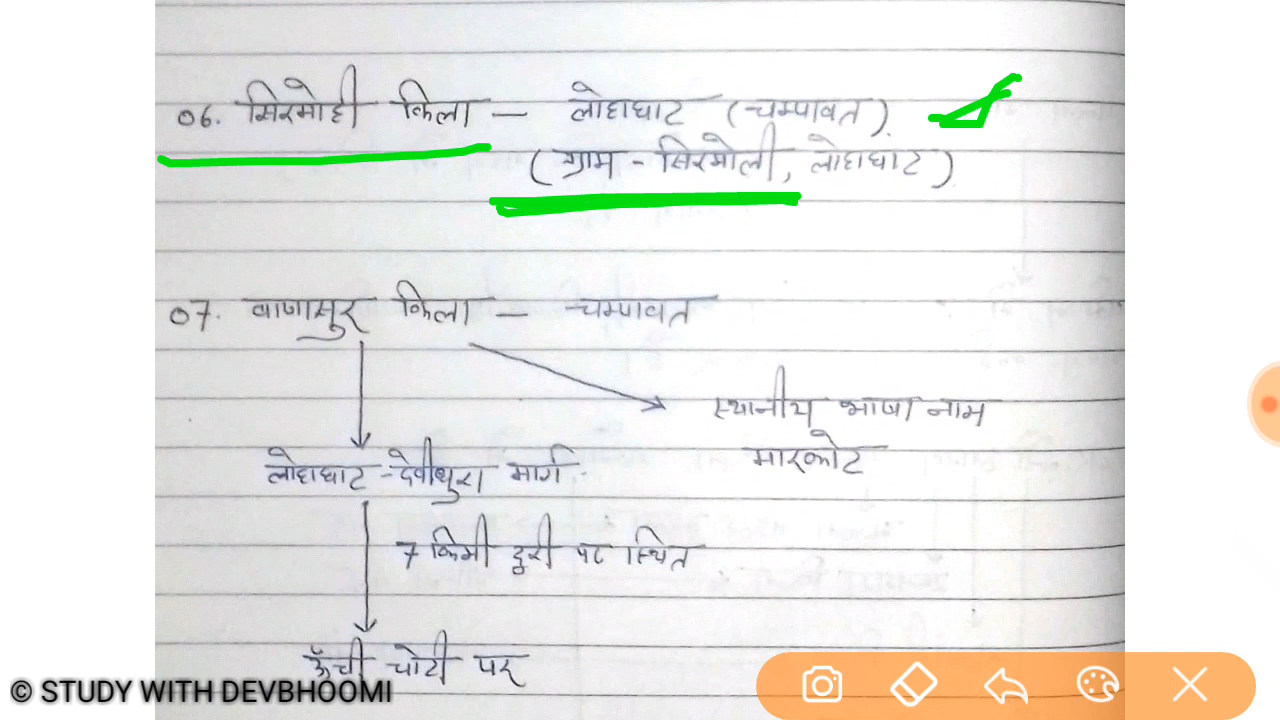 06. सिरमोही किला — लोहाघाट (चम्पावत)
(ग्राम - सिरमोली, लोहाघाट)
07. वाणासुर किला — चम्पावत
स्थानीय भाषा नाम
मारकोट
लोहाघाट - देवीधुरा मार्ग
7 किमी दुरी पर स्थित
ऊँची चोटी पर
© STUDY WITH DEVBHOOMI